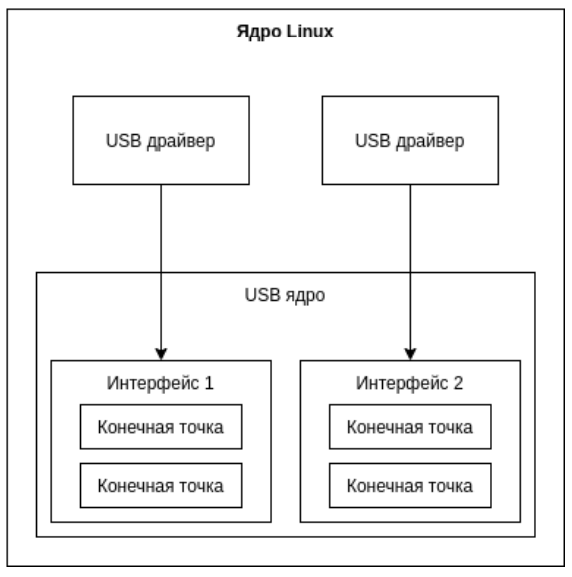 Ядро Linux
USB драйвер
USB драйвер
USB ядро
Интерфейс 1
Интерфейс 2
Конечная точка
Конечная точка
Конечная точка
Конечная точка